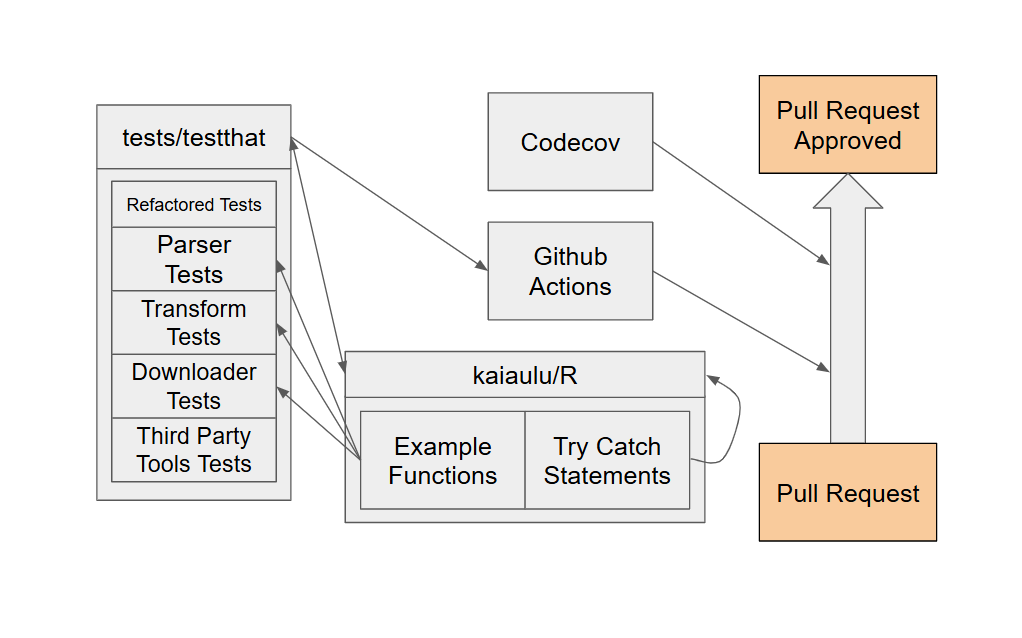 tests/testthat
Refactored Tests
Parser
Tests
Transform
Tests
Downloader
Tests
Third Party
Tools Tests
Codecov
Github
Actions
kaiaulu/R
Example
Functions
Try Catch
Statements
Pull Request
Approved
Pull Request